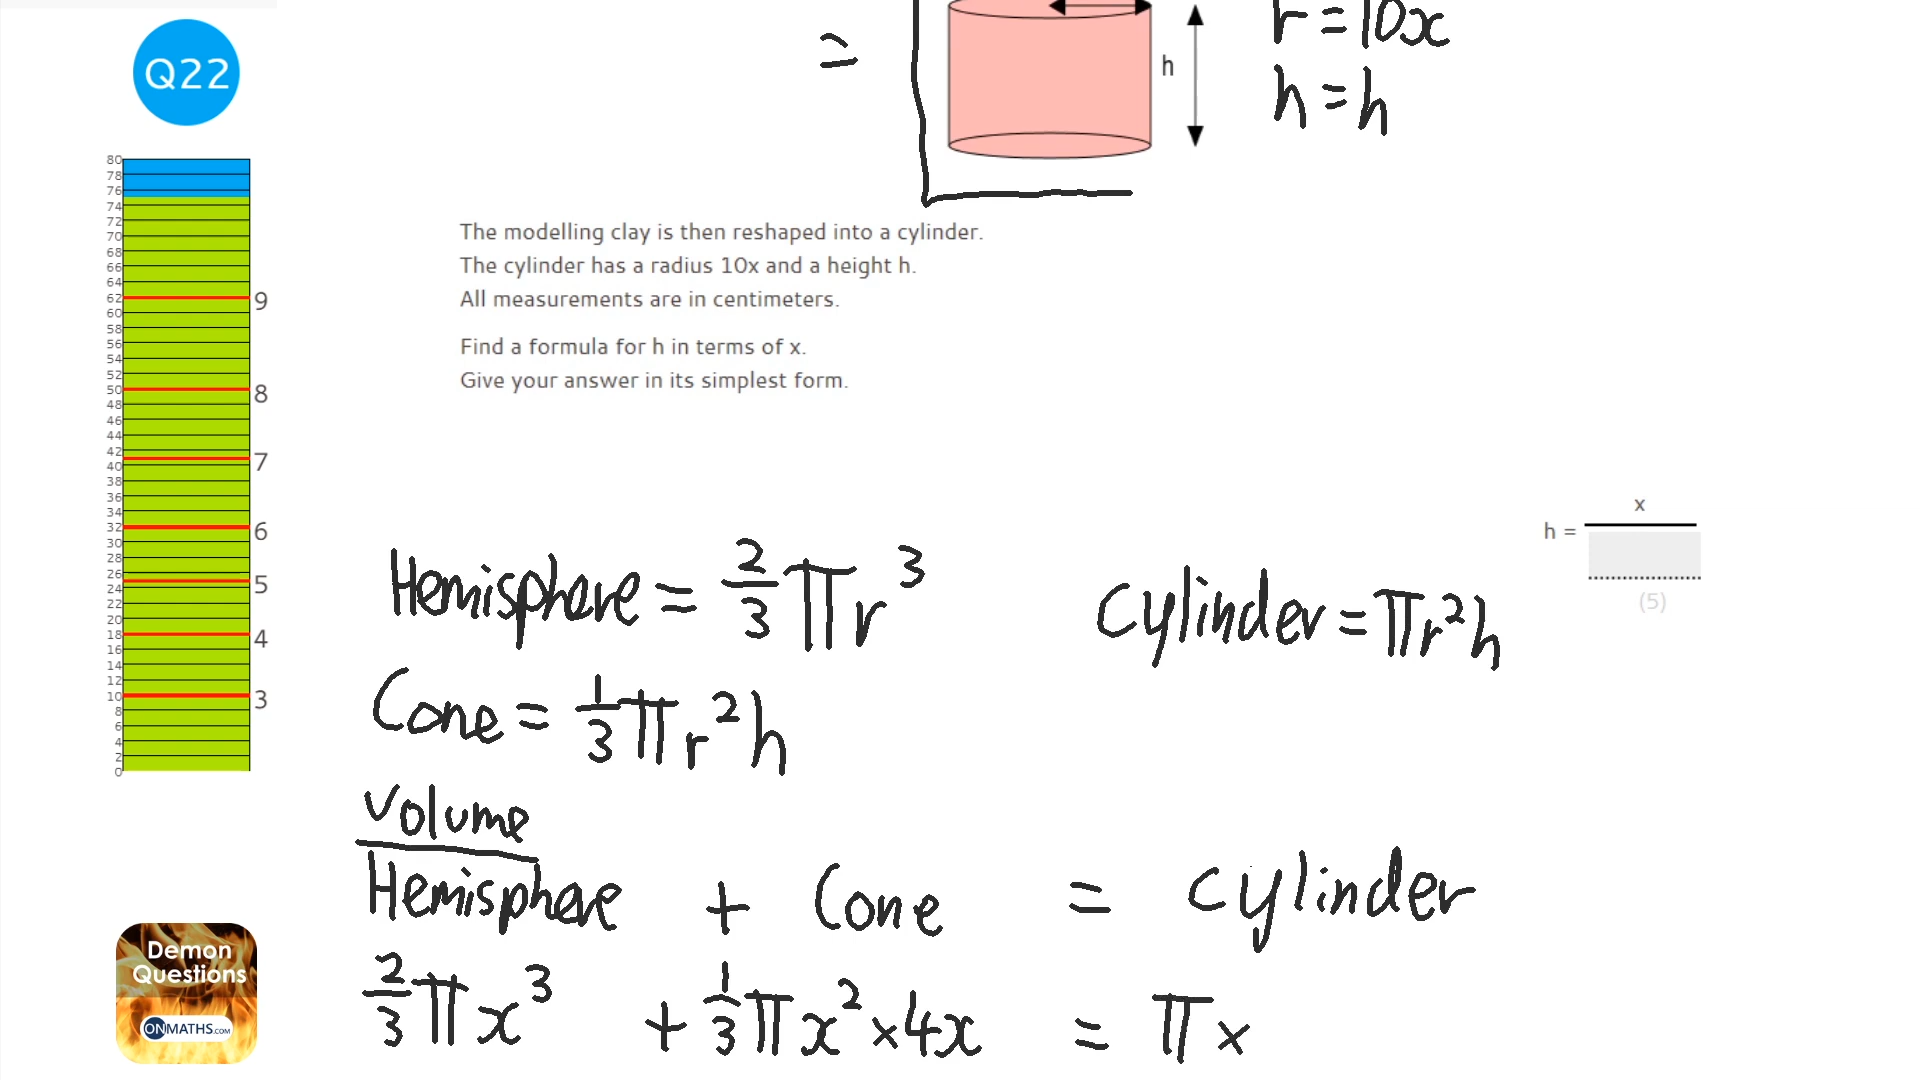 Q22
=
h
r = 10x
h = h
80
78
76
74
72
70
68
66
64
62
60
58
56
54
52
50
48
46
44
42
40
38
36
34
32
30
28
26
24
22
20
18
16
14
12
10
8
6
4
2
0
9
8
7
6
5
4
3
The modelling clay is then reshaped into a cylinder.
The cylinder has a radius 10x and a height h.
All measurements are in centimeters.
Find a formula for h in terms of x.
Give your answer in its simplest form.
h = x
(5)
Hemisphere = 2/3 πr³
Cylinder = πr²h
Cone = 1/3 πr²h
Volume
Hemisphere + Cone = Cylinder
2/3 πx³ + 1/3 πx² × 4x = π ×
Demon
Questions
ONMATHS.COM